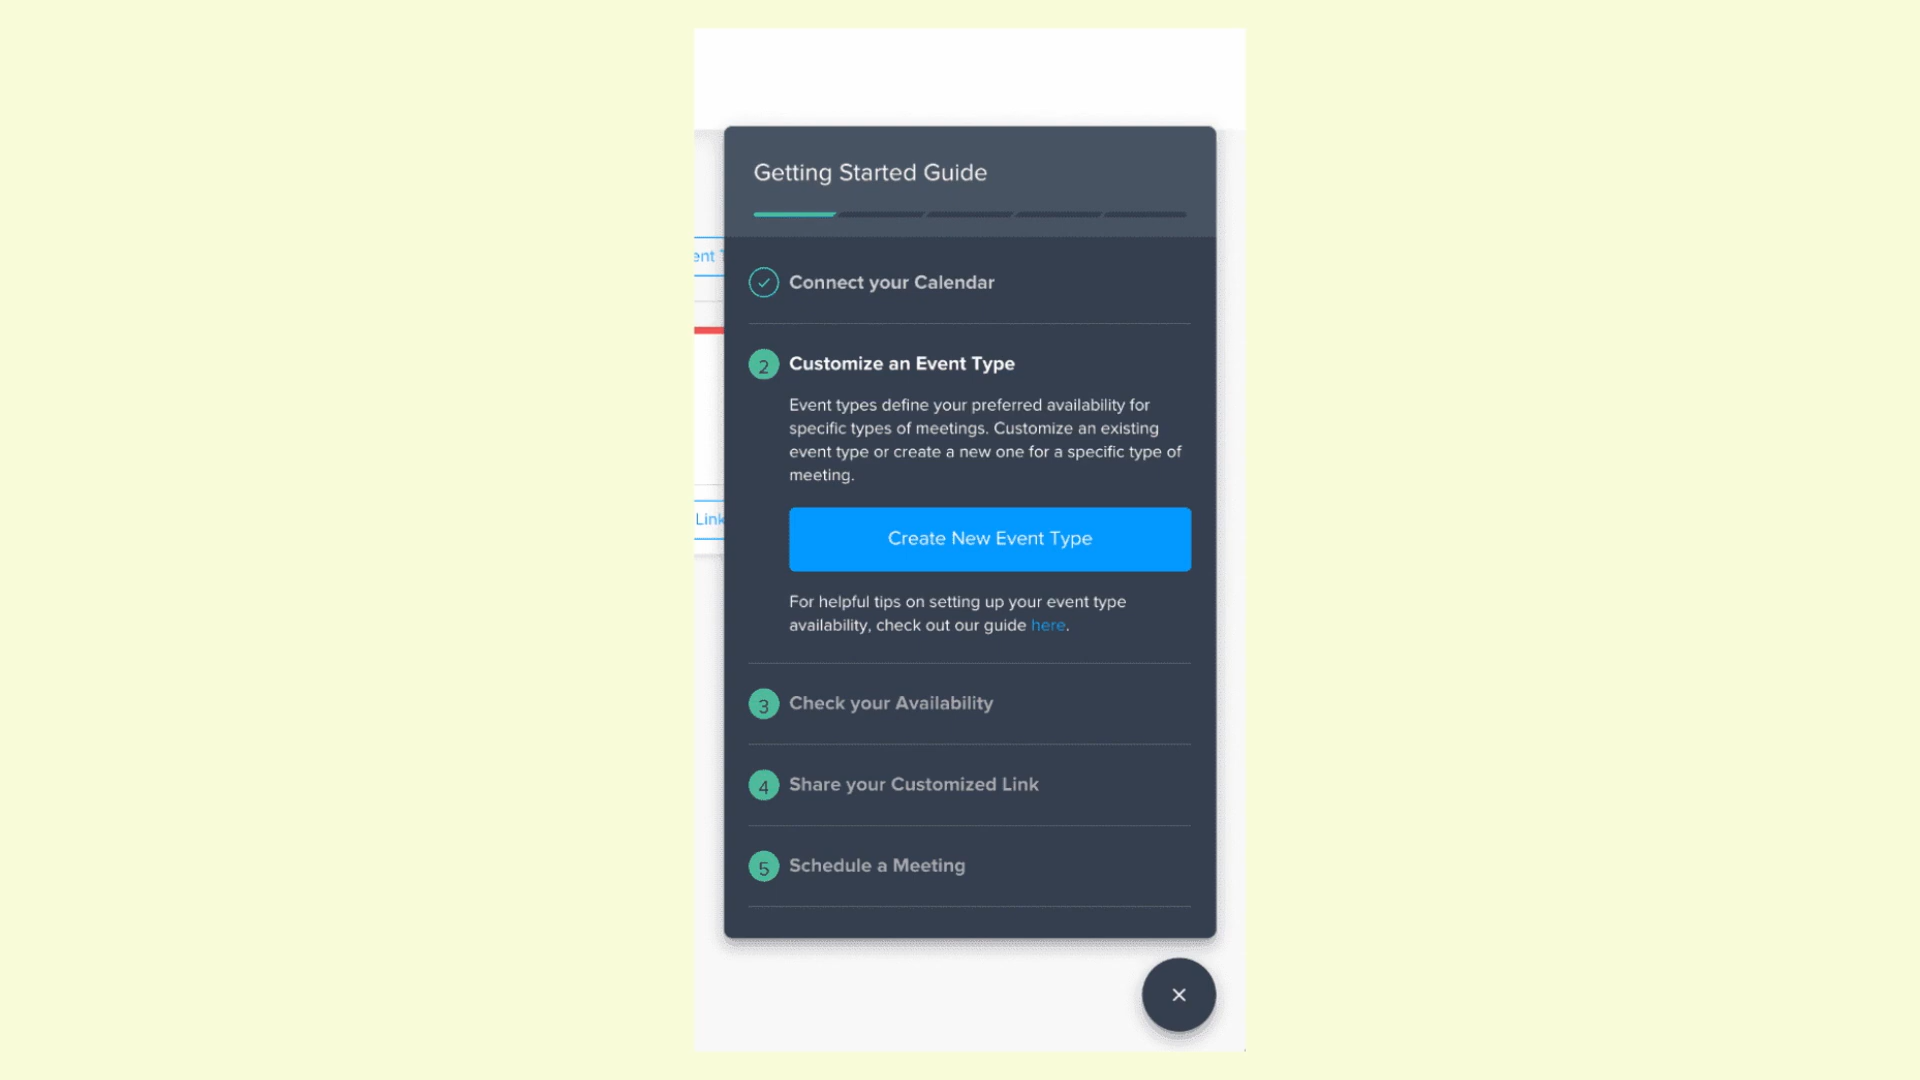 Getting Started Guide
ent
Connect your Calendar
2 Customize an Event Type
Event types define your preferred availability for
specific types of meetings. Customize an existing
event type or create a new one for a specific type of
meeting.
Link
Create New Event Type
For helpful tips on setting up your event type
availability, check out our guide here.
3 Check your Availability
4 Share your Customized Link
5 Schedule a Meeting